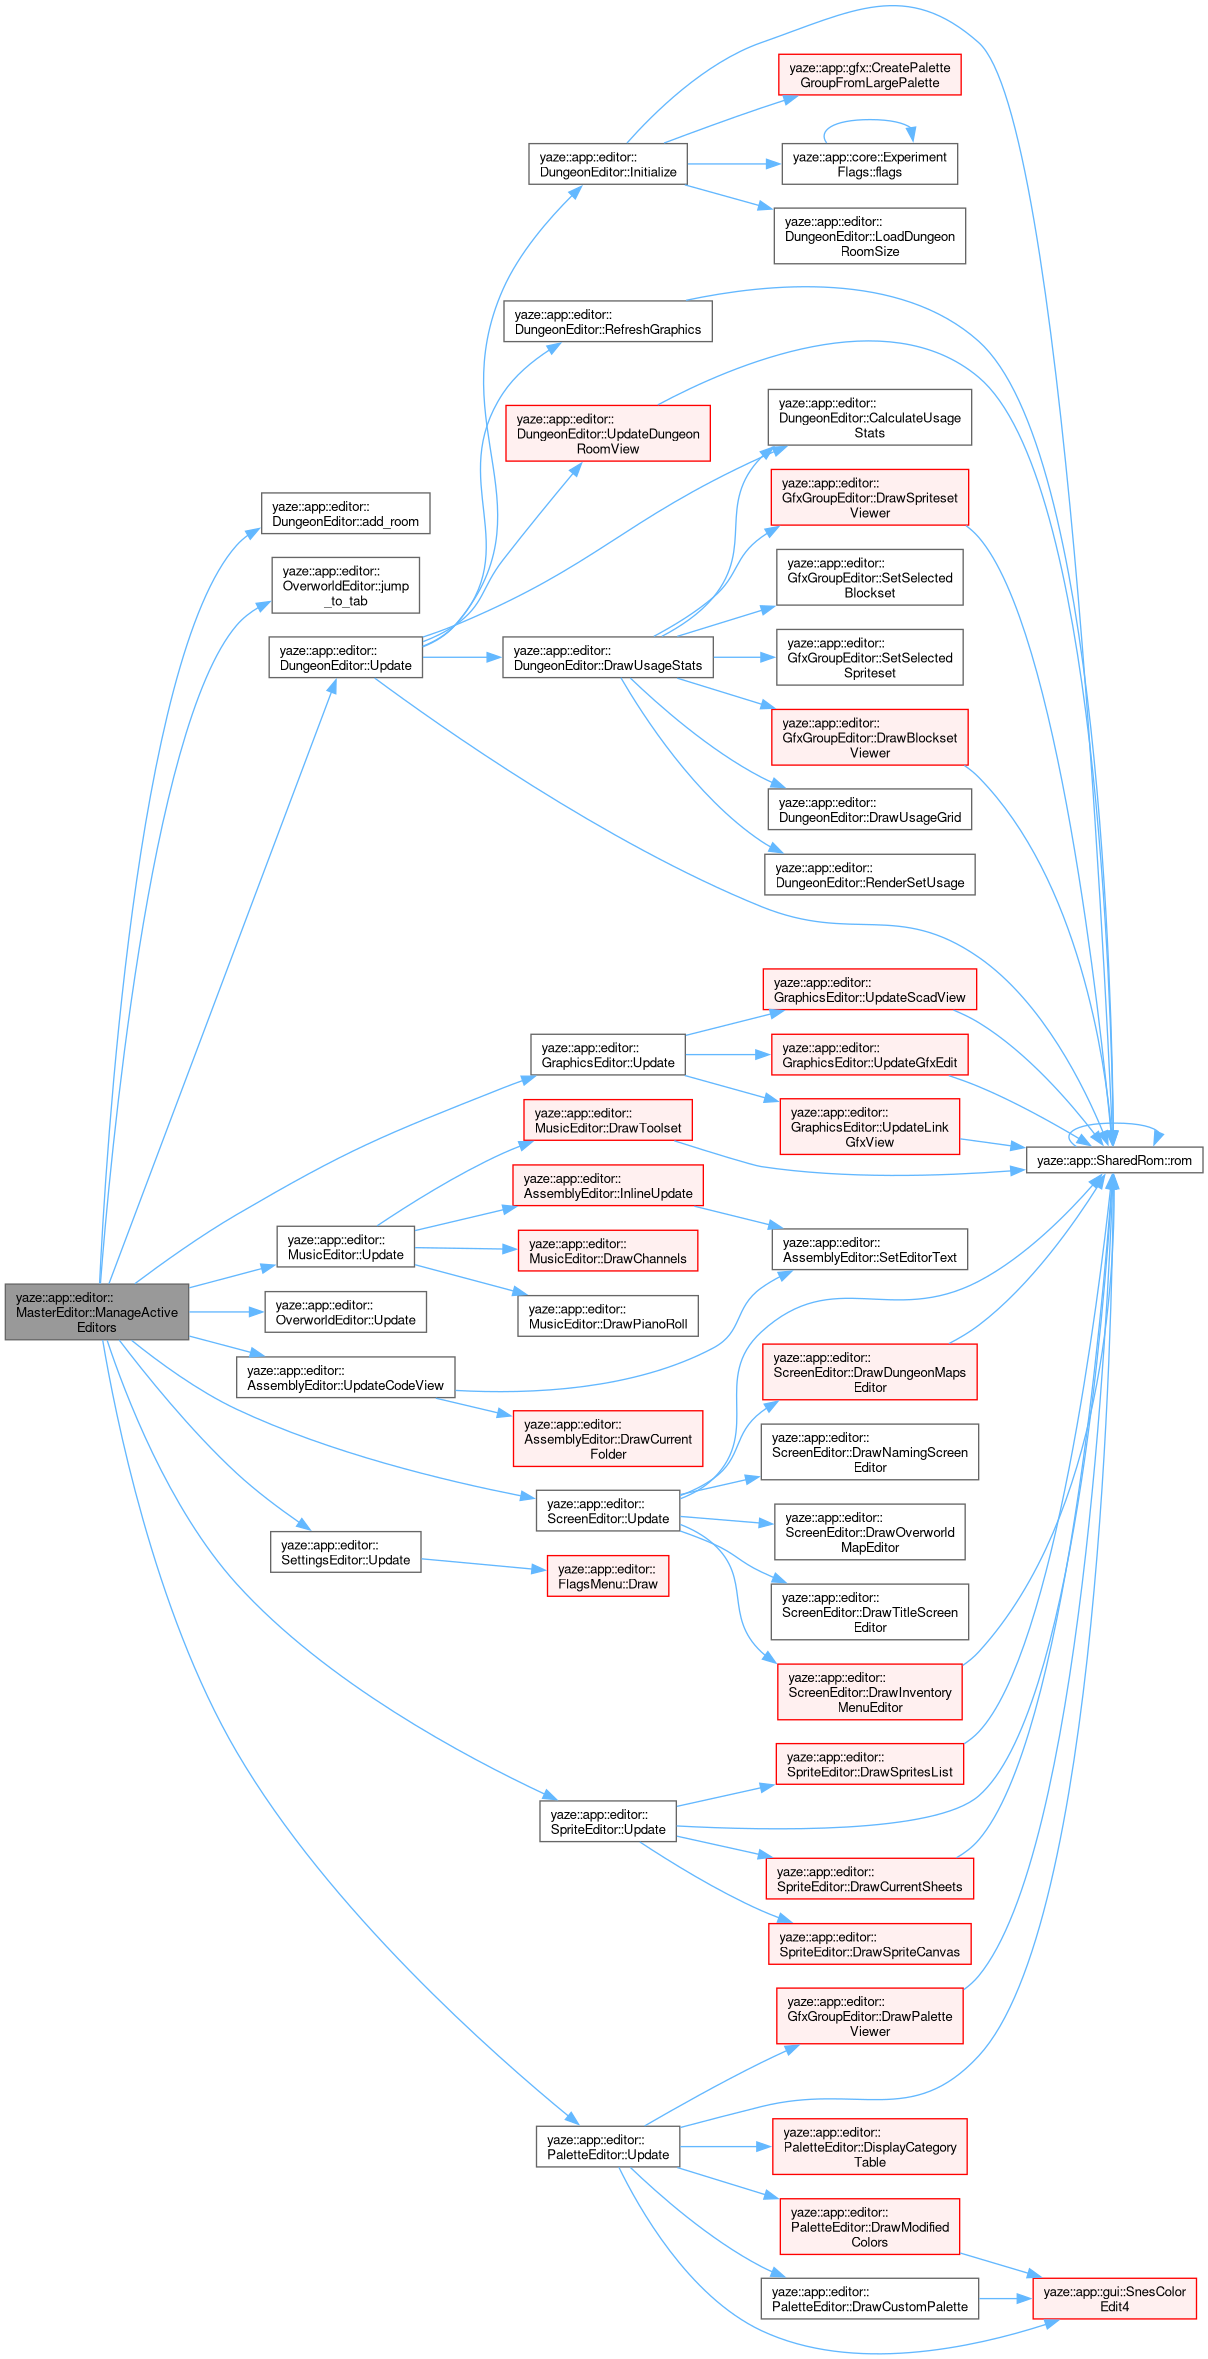 yaze::app::gfx::CreatePalette
GroupFromLargePalette
yaze::app::editor::
DungeonEditor::Initialize
yaze::app::core::Experiment
Flags::flags
yaze::app::editor::
DungeonEditor::LoadDungeon
RoomSize
yaze::app::editor::
DungeonEditor::RefreshGraphics
yaze::app::editor::
DungeonEditor::UpdateDungeon
RoomView
yaze::app::editor::
DungeonEditor::CalculateUsage
Stats
yaze::app::editor::
GfxGroupEditor::DrawSpriteset
Viewer
yaze::app::editor::
DungeonEditor::add_room
yaze::app::editor::
OverworldEditor::jump
_to_tab
yaze::app::editor::
GfxGroupEditor::SetSelected
Blockset
yaze::app::editor::
DungeonEditor::Update
yaze::app::editor::
DungeonEditor::DrawUsageStats
yaze::app::editor::
GfxGroupEditor::SetSelected
Spriteset
yaze::app::editor::
GfxGroupEditor::DrawBlockset
Viewer
yaze::app::editor::
DungeonEditor::DrawUsageGrid
yaze::app::editor::
DungeonEditor::RenderSetUsage
yaze::app::editor::
GraphicsEditor::UpdateScadView
yaze::app::editor::
GraphicsEditor::Update
yaze::app::editor::
GraphicsEditor::UpdateGfxEdit
yaze::app::editor::
MusicEditor::DrawToolset
yaze::app::editor::
GraphicsEditor::UpdateLink
GfxView
yaze::app::SharedRom::rom
yaze::app::editor::
AssemblyEditor::InlineUpdate
yaze::app::editor::
MusicEditor::Update
yaze::app::editor::
MusicEditor::DrawChannels
yaze::app::editor::
AssemblyEditor::SetEditorText
yaze::app::editor::
MasterEditor::ManageActive
Editors
yaze::app::editor::
OverworldEditor::Update
yaze::app::editor::
MusicEditor::DrawPianoRoll
yaze::app::editor::
AssemblyEditor::UpdateCodeView
yaze::app::editor::
ScreenEditor::DrawDungeonMaps
Editor
yaze::app::editor::
AssemblyEditor::DrawCurrent
Folder
yaze::app::editor::
ScreenEditor::DrawNamingScreen
Editor
yaze::app::editor::
ScreenEditor::Update
yaze::app::editor::
ScreenEditor::DrawOverworld
MapEditor
yaze::app::editor::
SettingsEditor::Update
yaze::app::editor::
FlagsMenu::Draw
yaze::app::editor::
ScreenEditor::DrawTitleScreen
Editor
yaze::app::editor::
ScreenEditor::DrawInventory
MenuEditor
yaze::app::editor::
SpriteEditor::DrawSpritesList
yaze::app::editor::
SpriteEditor::Update
yaze::app::editor::
SpriteEditor::DrawCurrentSheets
yaze::app::editor::
SpriteEditor::DrawSpriteCanvas
yaze::app::editor::
GfxGroupEditor::DrawPalette
Viewer
yaze::app::editor::
PaletteEditor::Update
yaze::app::editor::
PaletteEditor::DisplayCategory
Table
yaze::app::editor::
PaletteEditor::DrawModified
Colors
yaze::app::editor::
PaletteEditor::DrawCustomPalette
yaze::app::gui::SnesColor
Edit4